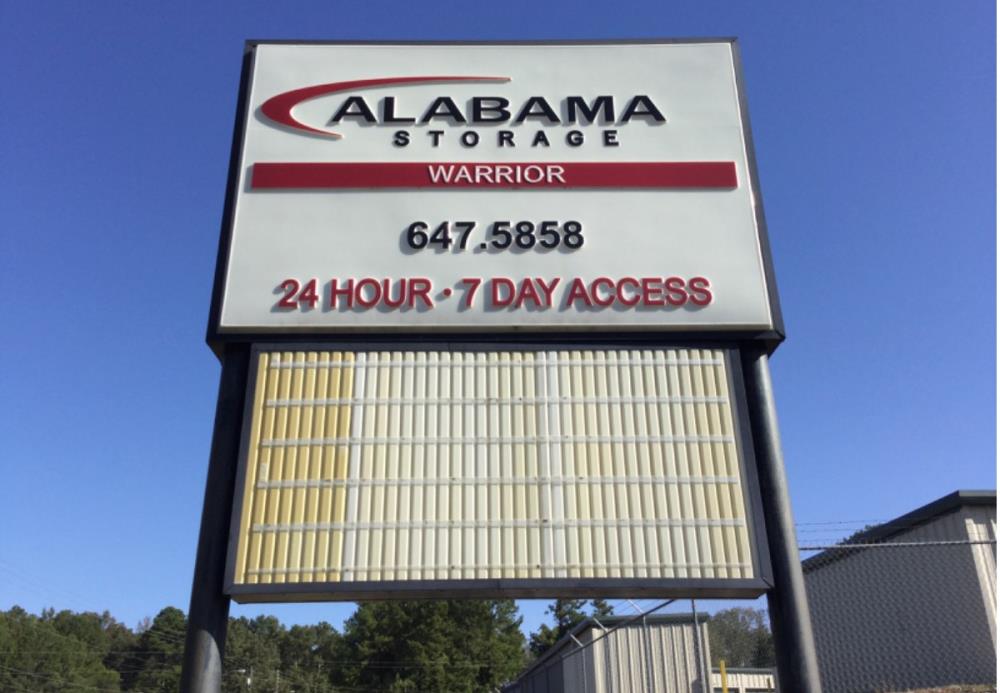 ALABAMA
STORAGE
WARRIOR
647.5858
24 HOUR · 7 DAY ACCESS